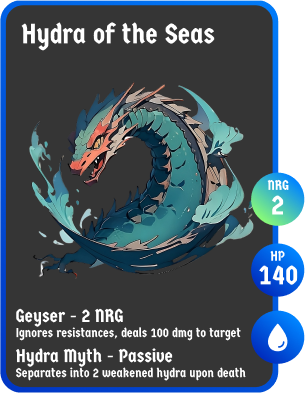 Hydra of the Seas
NRG
2
HP
140
Geyser - 2 NRG
Ignores resistances, deals 100 dmg to target
Hydra Myth - Passive
Separates into 2 weakened hydra upon death